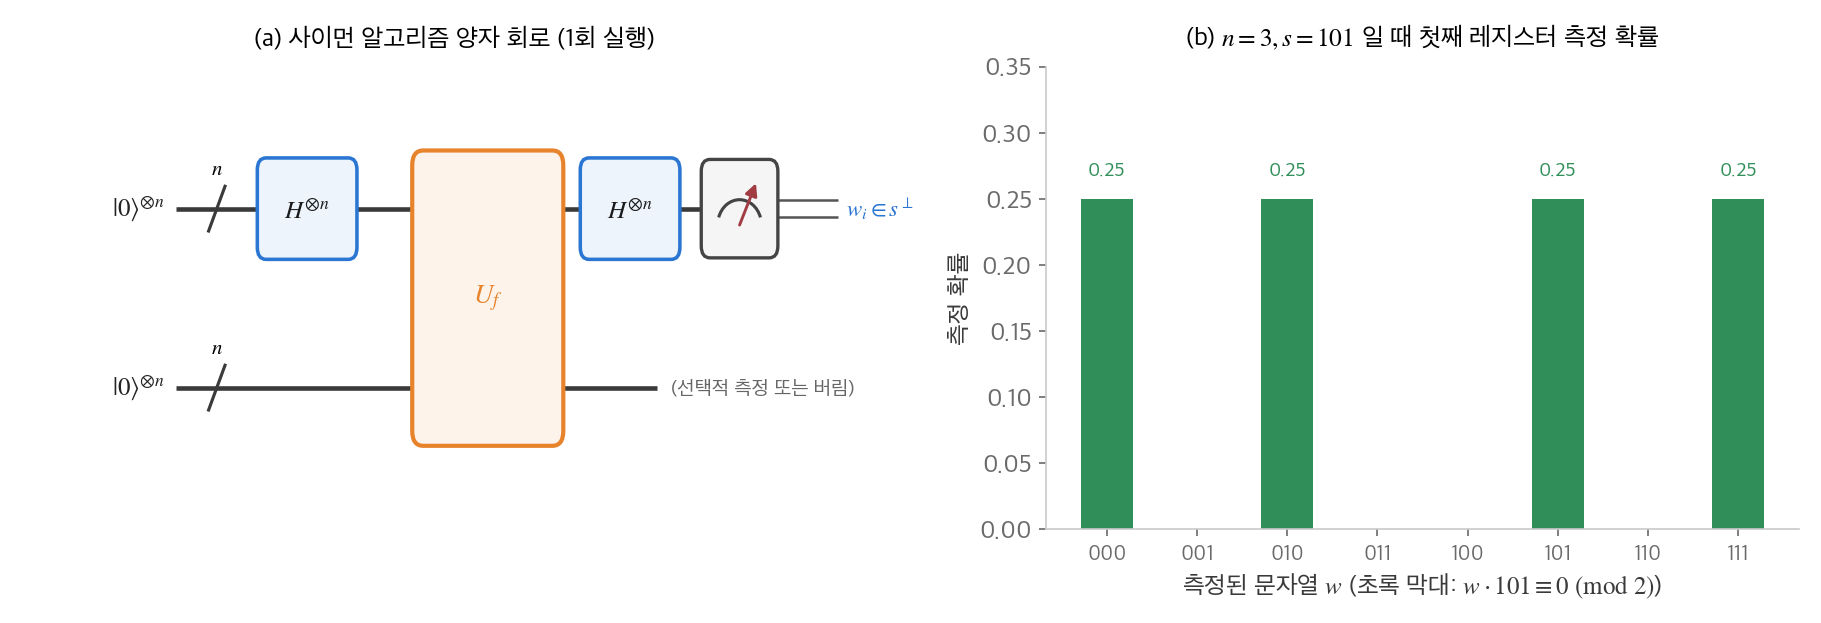 (a) 사이먼 알고리즘 양자 회로 (1회 실행)
n
|0⟩⊗n
H⊗n
H⊗n
wᵢ ∈ s⊥
U_f
n
|0⟩⊗n
(선택적 측정 또는 버림)
(b) n = 3, s = 101 일 때 첫째 레지스터 측정 확률
측정 확률
0.35
0.30
0.25
0.20
0.15
0.10
0.05
0.00
0.25 0.25 0.25 0.25
000 001 010 011 100 101 110 111
측정된 문자열 w (초록 막대: w · 101 ≡ 0 (mod 2))